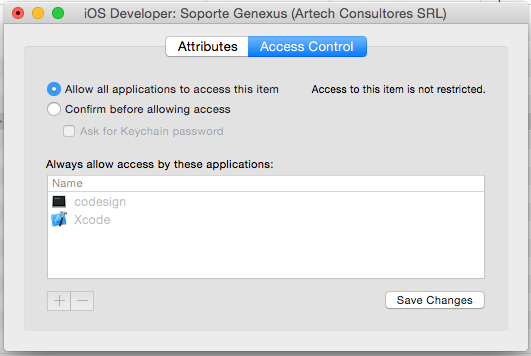 iOS Developer: Soporte Genexus (Artech Consultores SRL)
Attributes Access Control
Allow all applications to access this item Access to this item is not restricted.
Confirm before allowing access
Ask for Keychain password
Always allow access by these applications:
Name
codesign
Xcode
+ −
Save Changes